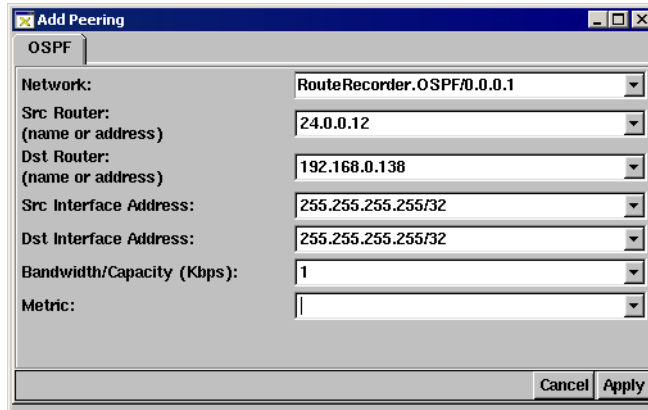 Add Peering
OSPF
Network: RouteRecorder.OSPF/0.0.0.1
Src Router:
(name or address) 24.0.0.12
Dst Router:
(name or address) 192.168.0.138
Src Interface Address: 255.255.255.255/32
Dst Interface Address: 255.255.255.255/32
Bandwidth/Capacity (Kbps): 1
Metric:
Cancel Apply